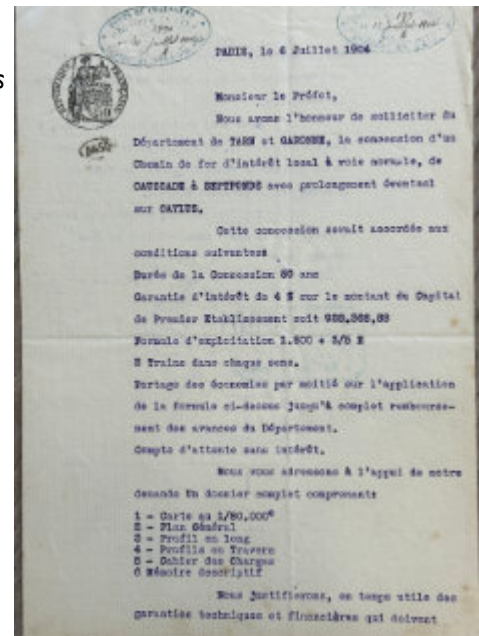 s
PARIS, le 6 Juillet 1904
Monsieur le Préfet,
Nous avons l'honneur de solliciter du
Département de TARN et GARONNE, la concession d'un
Chemin de fer d'intérêt local à voie normale, de
CAUSSADE à SEPTFONDS avec prolongement éventuel
sur CAYLUS.
Cette concession serait accordée aux
conditions suivantes:
Durée de la Concession 80 ans
Garantie d'intérêt de 4 % sur le montant du Capital
de Premier Etablissement soit
Formule d'exploitation 1.800 + 2/3 R
Trains dans chaque sens.
Partage des économies par moitié sur l'application
de la formule ci-dessus jusqu'à complet rembourse-
ment des avances du Département.
Compte d'attente sans intérêt.
Nous vous adressons à l'appui de notre
demande Un dossier complet comprenant:
1 - Carte au 1/80.000e
2 - Plan Général
3 - Profil en long
4 - Profils en Travers
5 - Cahier des Charges
6 Mémoire descriptif
Nous justifierons, en temps utile des
garanties techniques et financières qui doivent